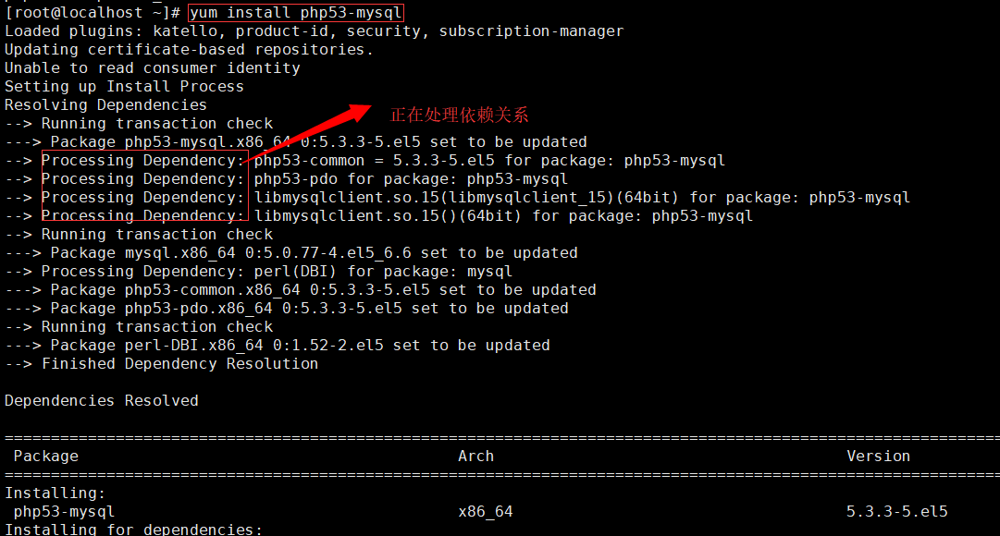 [root@localhost ~]# yum install php53-mysql
Loaded plugins: katello, product-id, security, subscription-manager
Updating certificate-based repositories.
Unable to read consumer identity
Setting up Install Process
Resolving Dependencies
--> Running transaction check
正在处理依赖关系
---> Package php53-mysql.x86_64 0:5.3.3-5.el5 set to be updated
--> Processing Dependency: php53-common = 5.3.3-5.el5 for package: php53-mysql
--> Processing Dependency: php53-pdo for package: php53-mysql
--> Processing Dependency: libmysqlclient.so.15(libmysqlclient_15)(64bit) for package: php53-mysql
--> Processing Dependency: libmysqlclient.so.15()(64bit) for package: php53-mysql
--> Running transaction check
---> Package mysql.x86_64 0:5.0.77-4.el5_6.6 set to be updated
--> Processing Dependency: perl(DBI) for package: mysql
---> Package php53-common.x86_64 0:5.3.3-5.el5 set to be updated
---> Package php53-pdo.x86_64 0:5.3.3-5.el5 set to be updated
--> Running transaction check
---> Package perl-DBI.x86_64 0:1.52-2.el5 set to be updated
--> Finished Dependency Resolution
Dependencies Resolved
Package Arch Version
Installing:
php53-mysql x86_64 5.3.3-5.el5
Installing for dependencies: